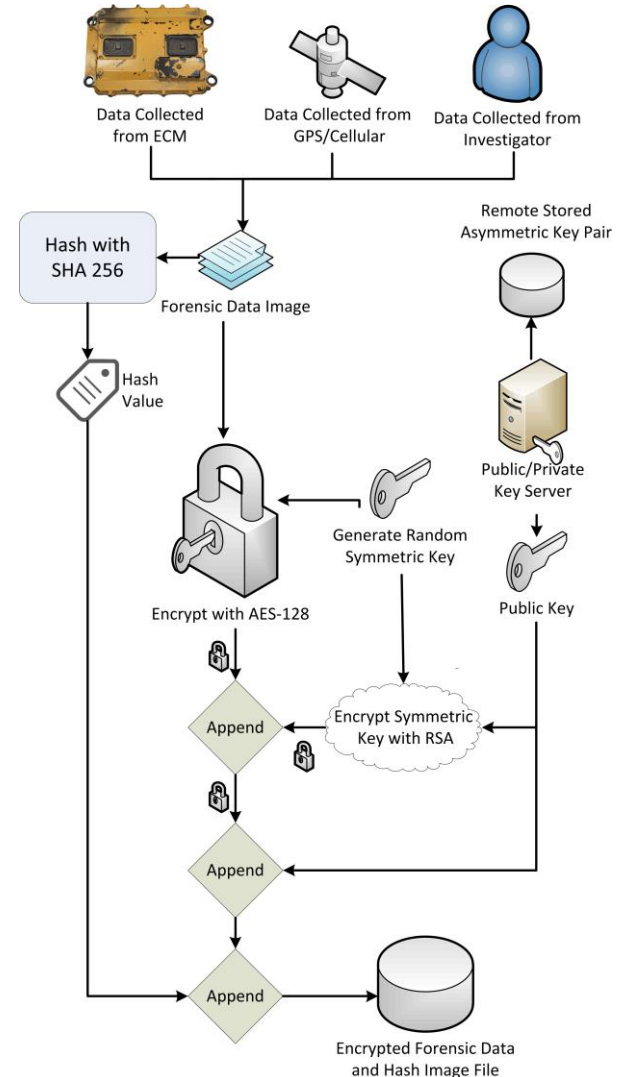 Data Collected
from ECM
Data Collected from
GPS/Cellular
Data Collected from
Investigator
Remote Stored
Asymmetric Key Pair
Hash with
SHA 256
Forensic Data Image
Hash
Value
Public/Private
Key Server
Generate Random
Symmetric Key
Public Key
Encrypt with AES-128
Append
Encrypt Symmetric
Key with RSA
Append
Append
Encrypted Forensic Data
and Hash Image File